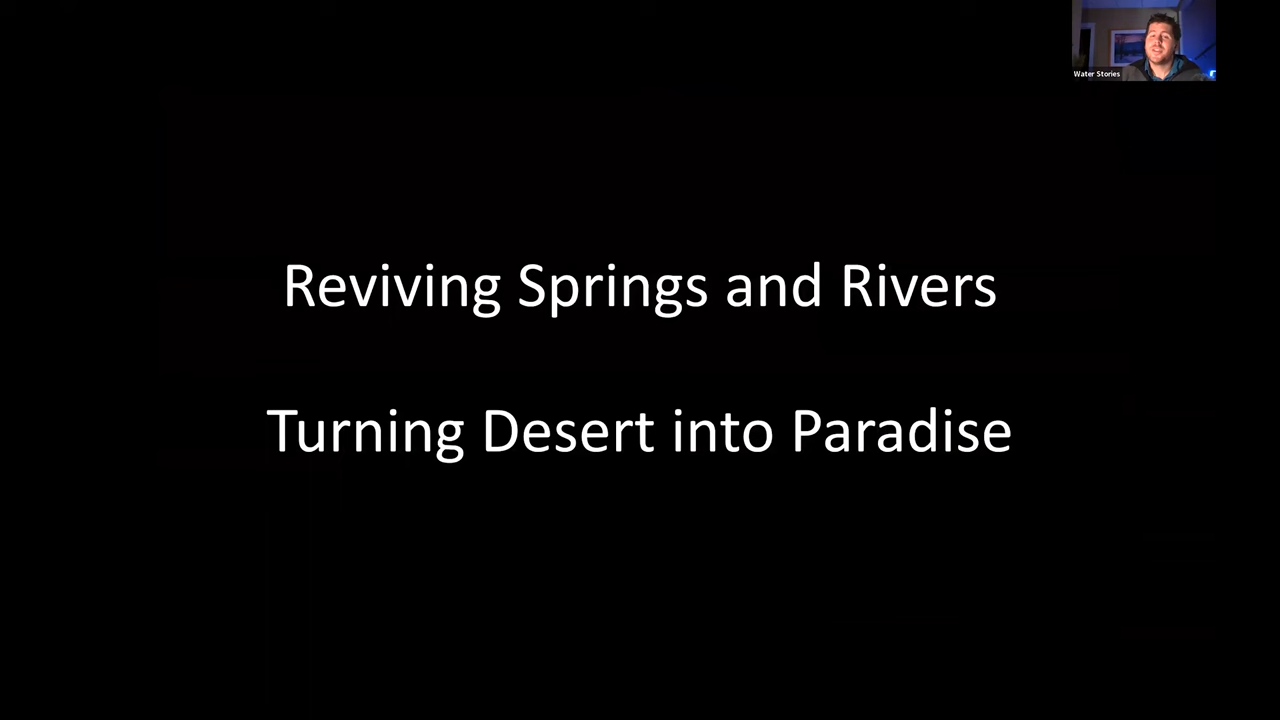 Water Stories
Reviving Springs and Rivers
Turning Desert into Paradise